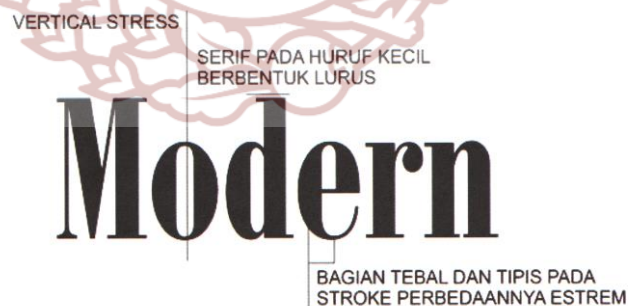 VERTICAL STRESS
SERIF PADA HURUF KECIL
BERBENTUK LURUS
Modern
BAGIAN TEBAL DAN TIPIS PADA
STROKE PERBEDAANNYA ESTREM